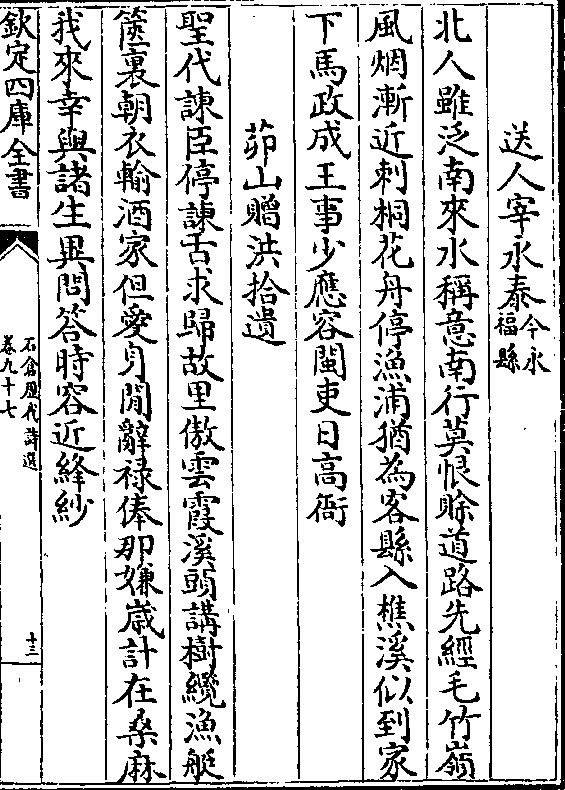 送人宰永泰今永福縣
北人雖泛南來水稱意南行莫恨賒道路先經毛竹嶺
風烟漸近刺桐花舟停漁浦猶為客縣入樵溪似到家
下馬政成王事少應容閩吏日高衙
茆山贈洪拾遺
聖代諫臣停諫舌求歸故里傲雲霞溪頭講樹纜漁艇
篋裏朝衣輸酒家但愛身閒辭祿俸那嫌歲計在桑麻
我來幸與諸生異問答時容近絳紗
欽定四庫全書
石倉歷代詩選
卷九十七
十三